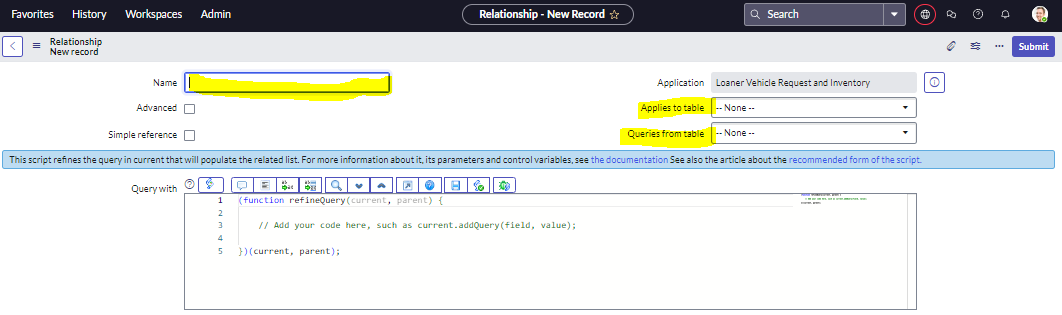 Favorites History Workspaces Admin Relationship - New Record Search
Relationship
New record
Submit
Name Application Loaner Vehicle Request and Inventory
Advanced Applies to table -- None --
Simple reference Queries from table -- None --
This script refines the query in current that will populate the related list. For more information about it, its parameters and control variables, see the documentation See also the article about the recommended form of the script.
Query with
1 (function refineQuery(current, parent) {
2
3 // Add your code here, such as current.addQuery(field, value);
4
5 })(current, parent);